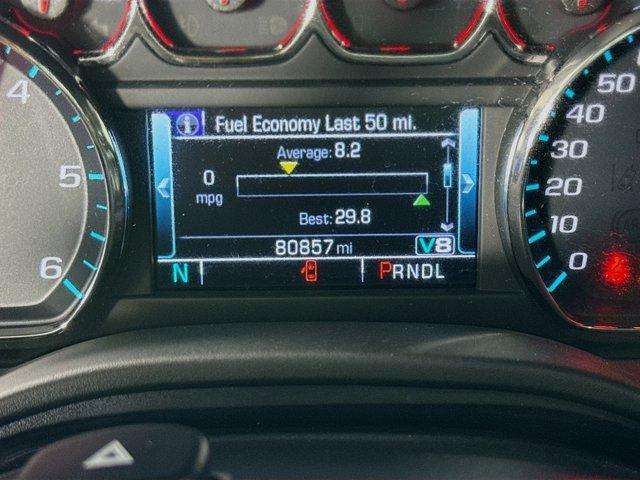 Fuel Economy Last 50 mi.
Average: 8.2
0
mpg
Best: 29.8
80857 mi
V8
N
PRNDL
4
5
6
50
40
30
20
10
0